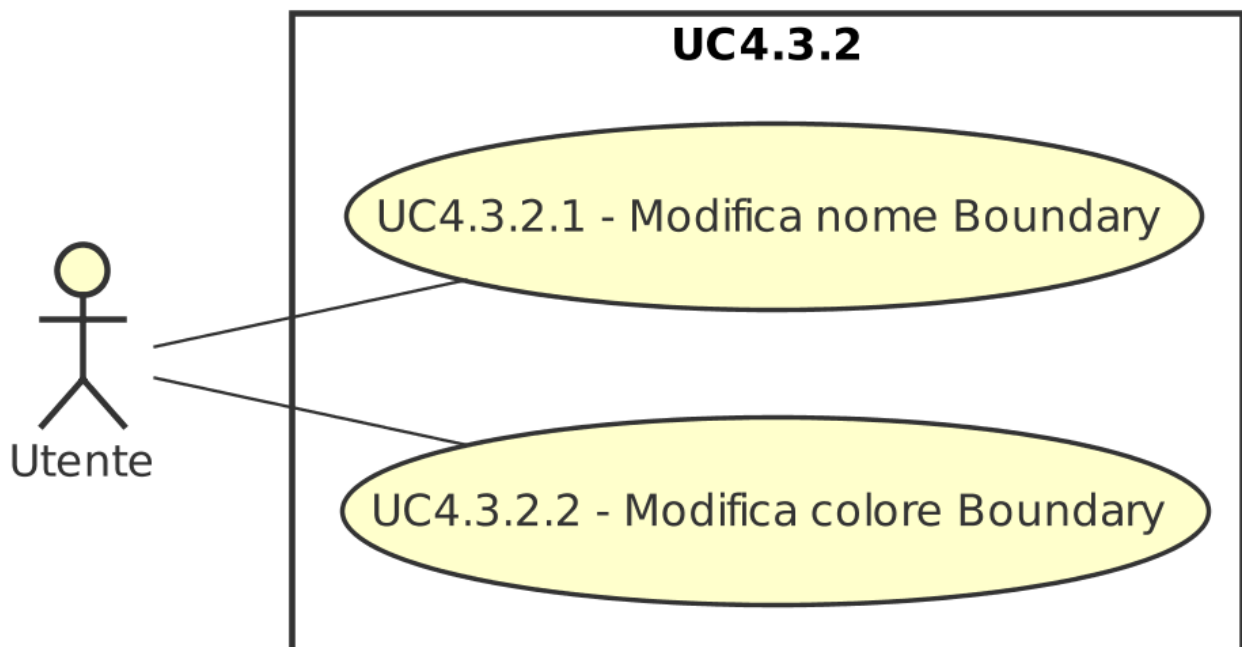 UC4.3.2
UC4.3.2.1 - Modifica nome Boundary
Utente
UC4.3.2.2 - Modifica colore Boundary